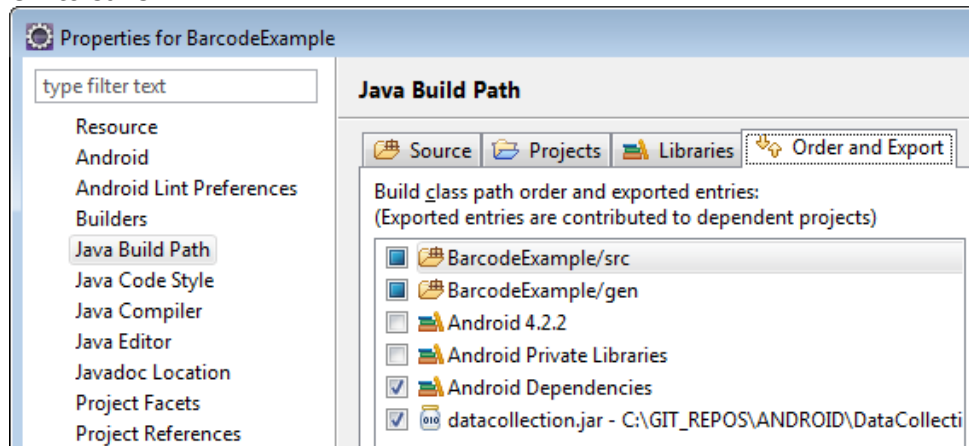 Properties for BarcodeExample
type filter text
Resource
Android
Android Lint Preferences
Builders
Java Build Path
Java Code Style
Java Compiler
Java Editor
Javadoc Location
Project Facets
Project References
Java Build Path
Source Projects Libraries Order and Export
Build class path order and exported entries:
(Exported entries are contributed to dependent projects)
BarcodeExample/src
BarcodeExample/gen
Android 4.2.2
Android Private Libraries
Android Dependencies
datacollection.jar - C:\GIT_REPOS\ANDROID\DataCollecti